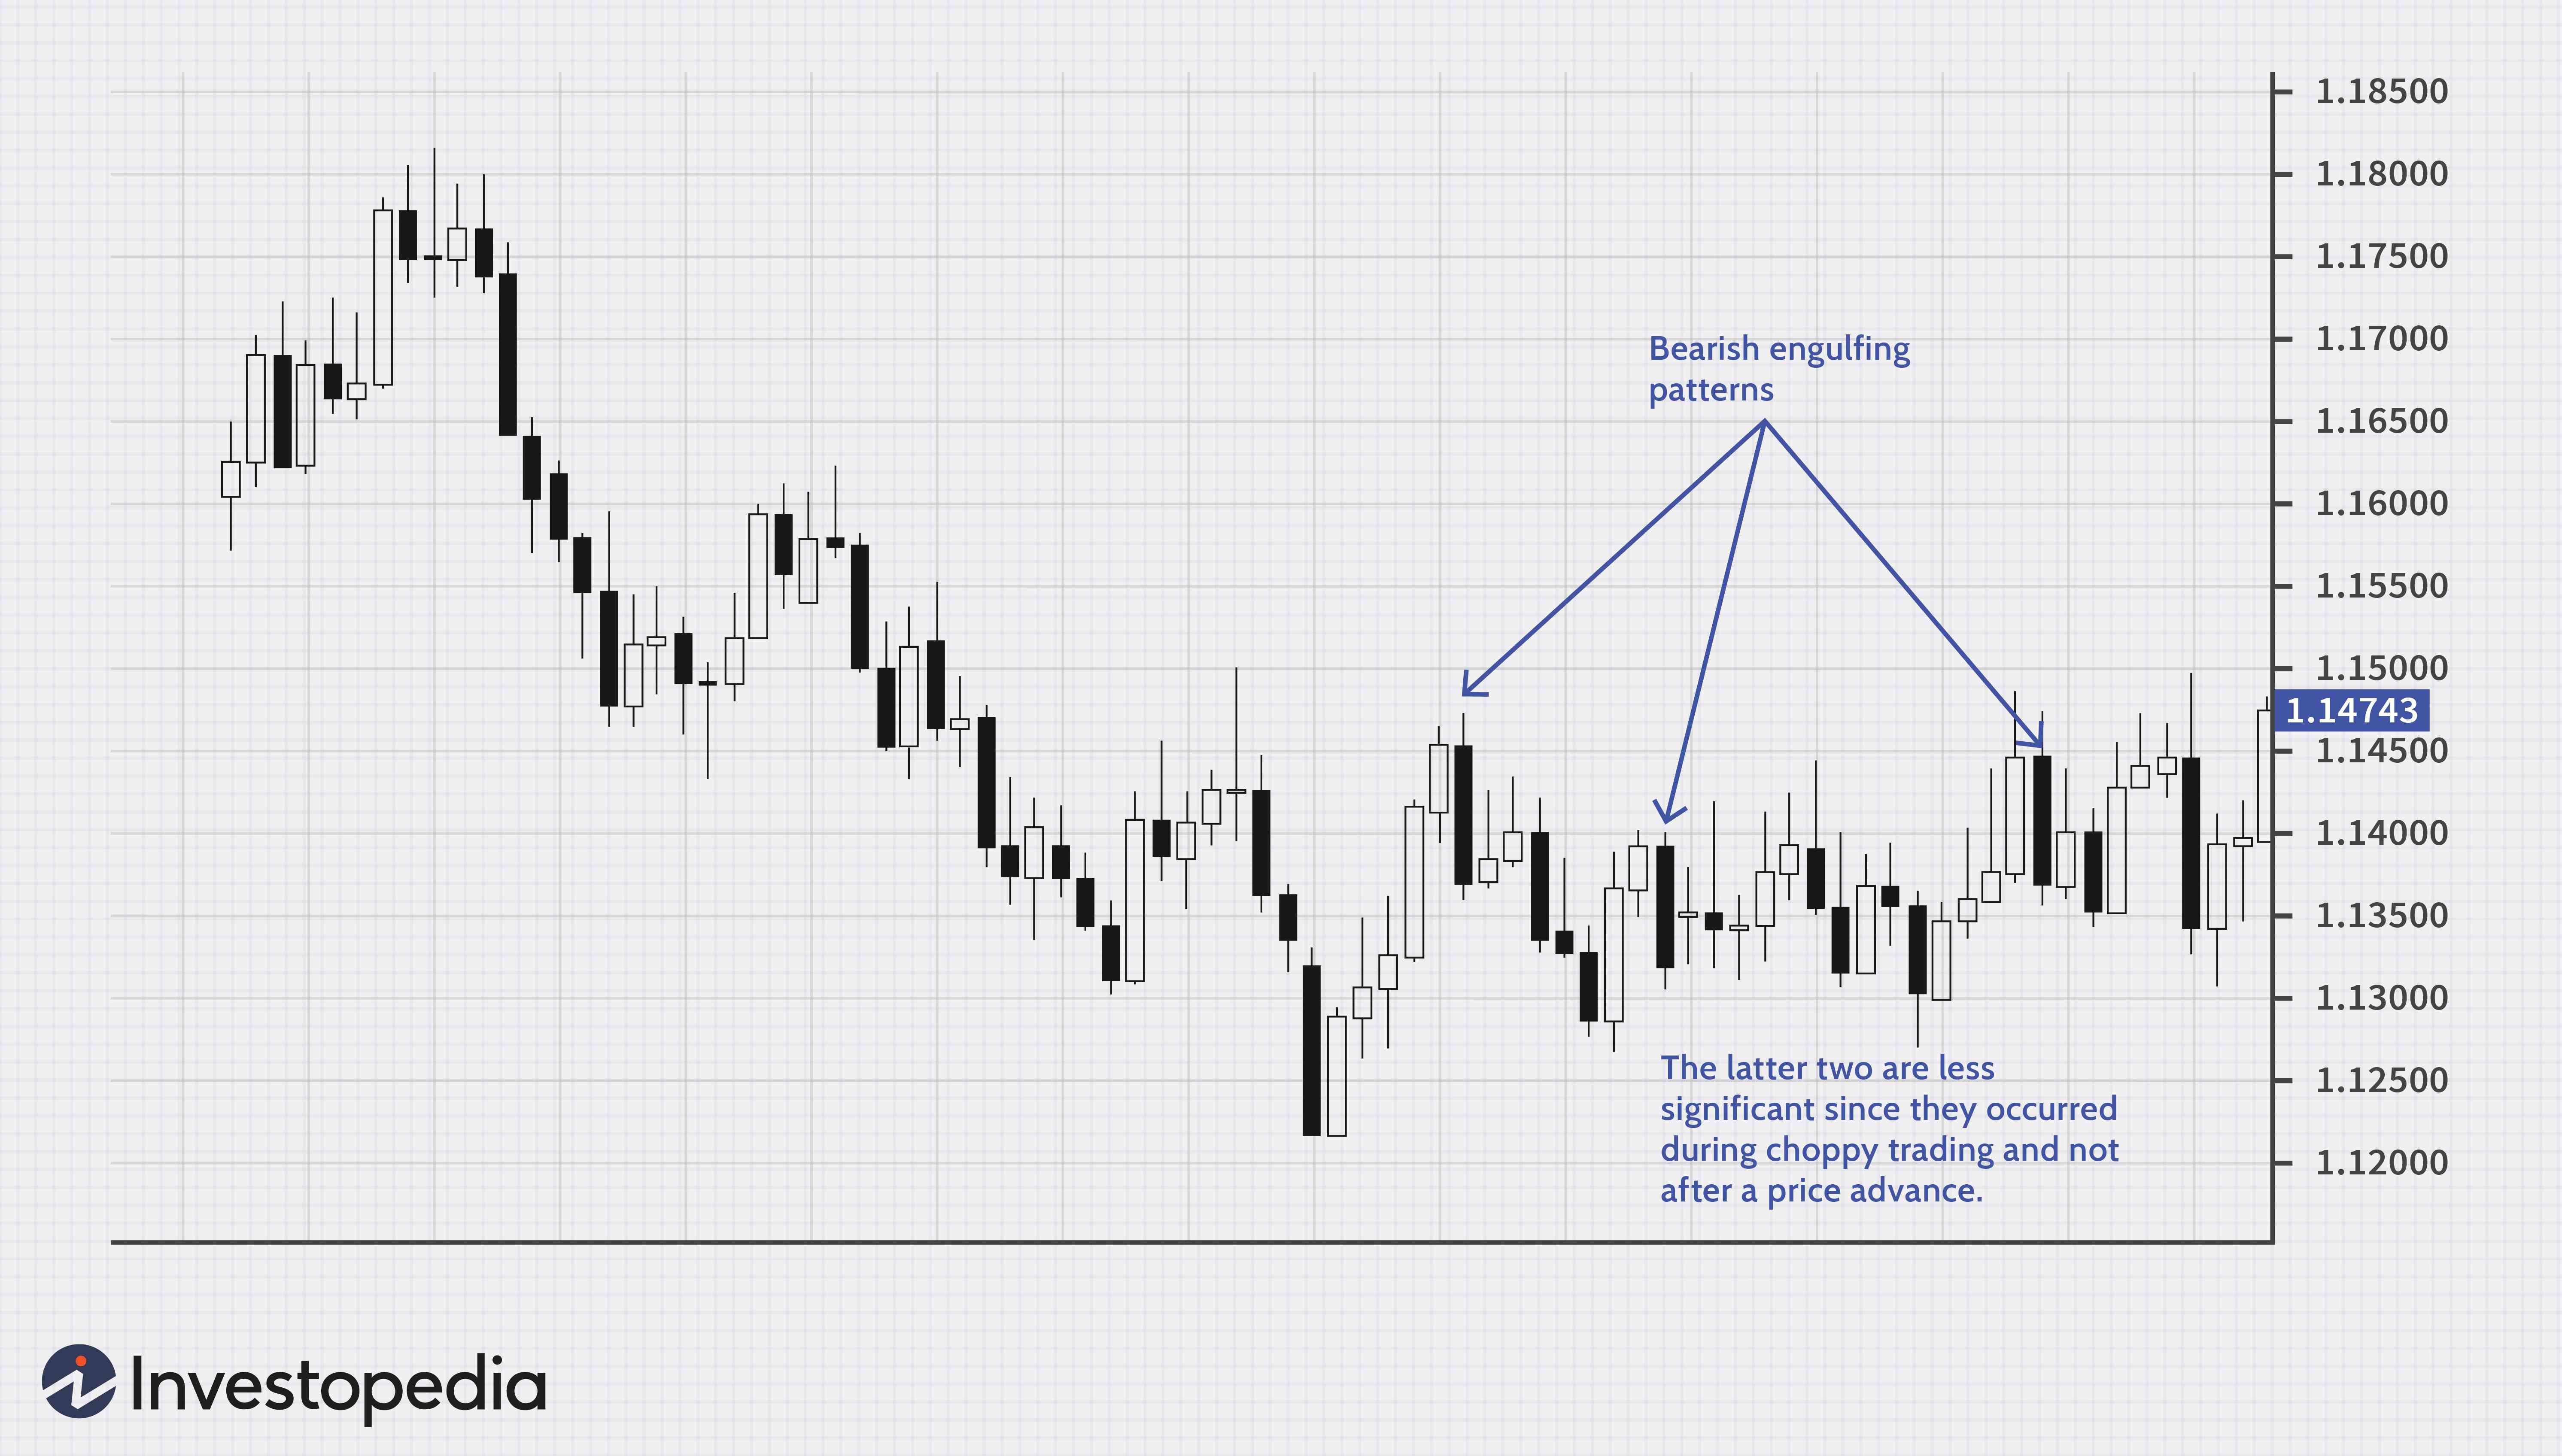 1.18500
1.18000
1.17500
1.17000
Bearish engulfing
patterns
1.16500
1.16000
1.15500
1.15000
1.14743
1.14500
1.14000
1.13500
1.13000
The latter two are less
significant since they occurred
during choppy trading and not
after a price advance.
1.12500
1.12000
Investopedia